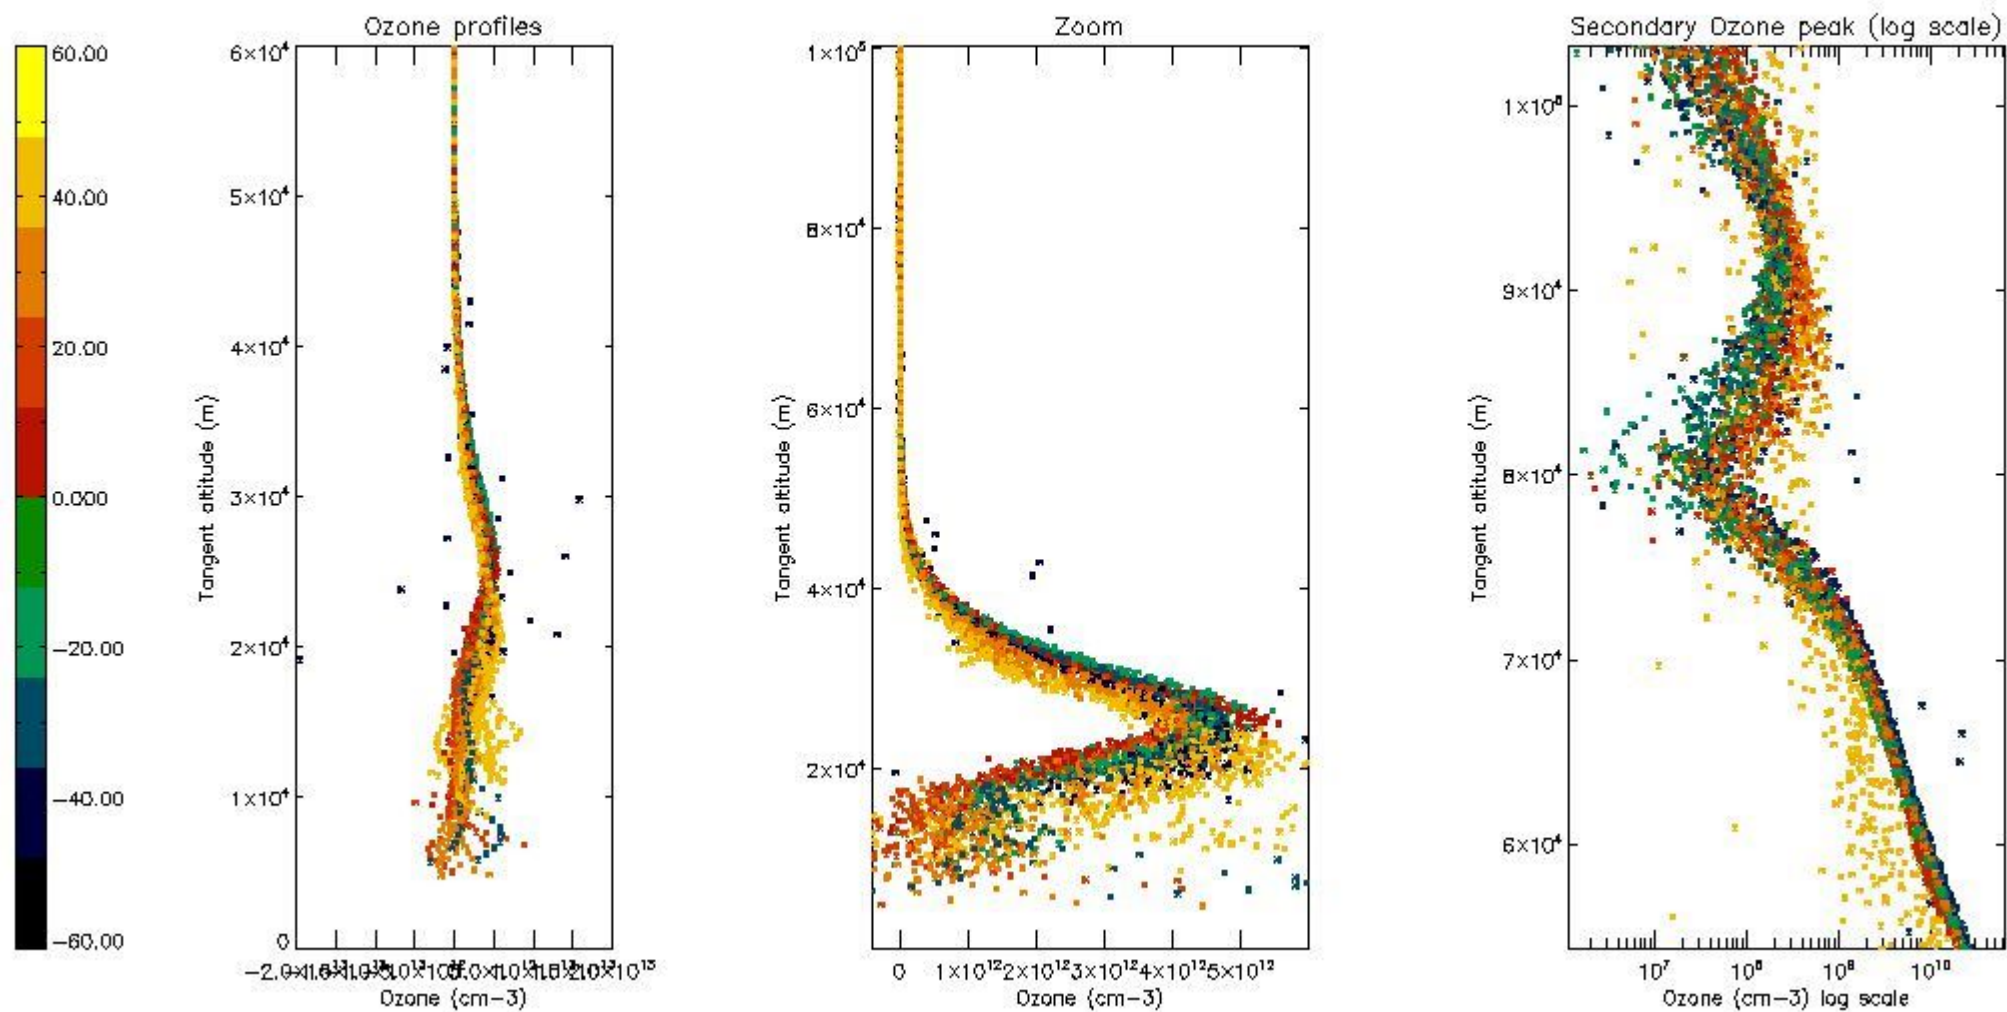 Ozone profiles
Zoom
Secondary Ozone peak (log scale)
60.00
40.00
20.00
0.000
−20.00
−40.00
−60.00
6×10⁴
5×10⁴
4×10⁴
3×10⁴
2×10⁴
1×10⁴
0
Tangent altitude (m)
Ozone (cm−3)
1×10⁵
8×10⁴
6×10⁴
4×10⁴
2×10⁴
Tangent altitude (m)
0 1×10¹² 2×10¹² 3×10¹² 4×10¹² 5×10¹²
Ozone (cm−3)
9×10⁴
8×10⁴
7×10⁴
6×10⁴
Tangent altitude (m)
10⁷ 10⁸ 10⁹ 10¹⁰
Ozone (cm−3) log scale